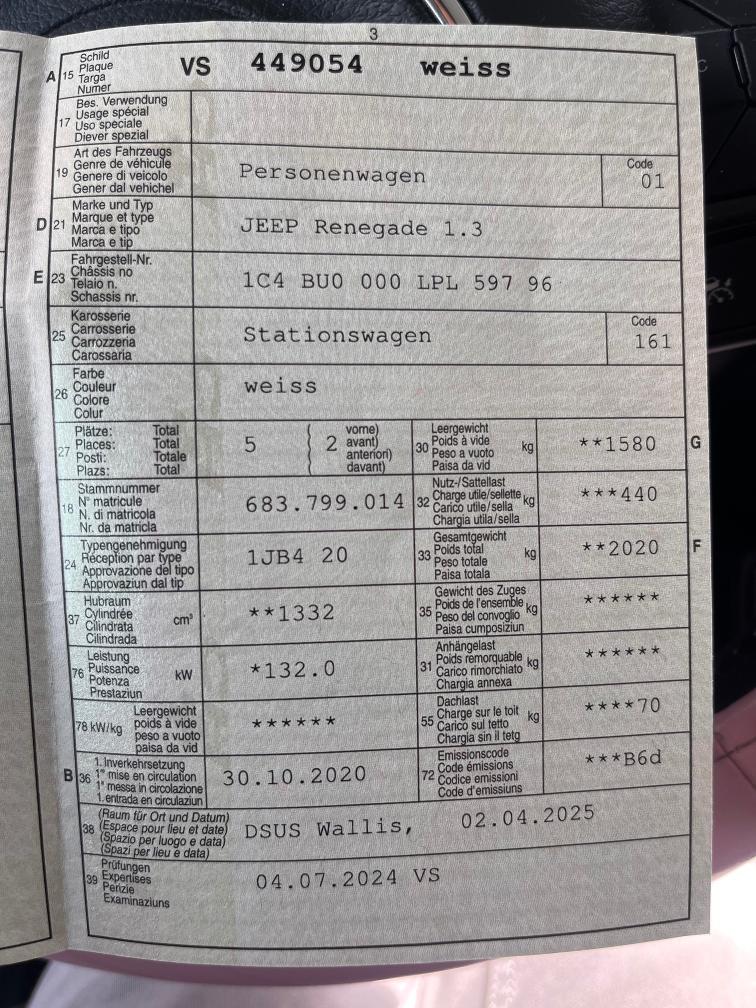 3
A 15 Schild Plaque Targa Numer VS 449054 weiss
17 Bes. Verwendung
Usage spécial
Uso speciale
Diever spezial
19 Art des Fahrzeugs
Genre de véhicule
Genere di veicolo
Gener dal vehichel
Personenwagen
Code
01
D 21 Marke und Typ
Marque et type
Marca e tipo
Marca e tip
JEEP Renegade 1.3
E 23 Fahrgestell-Nr.
Châssis no
Telaio n.
Schassis nr.
1C4 BU0 000 LPL 597 96
25 Karosserie
Carrosserie
Carrozzeria
Carossaria
Stationswagen
Code
161
26 Farbe
Couleur
Colore
Colur
weiss
27 Plätze: Total
Places: Total
Posti: Totale
Plazs: Total
5 ( 2 vorne)
avant)
anteriori)
davant)
30 Leergewicht
Poids à vide
Peso a vuoto
Paisa da vid
kg
**1580 G
18 Stammnummer
N° matricule
N. di matricola
Nr. da matricla
683.799.014
32 Nutz-/Sattellast
Charge utile/sellette
Carico utile/sella
Chargia utila/sella
kg
***440
24 Typengenehmigung
Réception par type
Approvazione del tipo
Approvaziun dal tip
1JB4 20
33 Gesamtgewicht
Poids total
Peso totale
Paisa totala
kg
**2020 F
37 Hubraum
Cylindrée
Cilindrata
Cilindrada
cm³
**1332
35 Gewicht des Zuges
Poids de l'ensemble
Peso del convoglio
Paisa cumposiziun
kg
******
76 Leistung
Puissance
Potenza
Prestaziun
kW
*132.0
31 Anhängelast
Poids remorquable
Carico rimorchiato
Chargia annexa
kg
******
78 kW/kg Leergewicht
poids à vide
peso a vuoto
paisa da vid
******
55 Dachlast
Charge sur le toit
Carico sul tetto
Chargia sin il tetg
kg
****70
B 36 1. Inverkehrsetzung
1re mise en circulation
1a messa in circolazione
1. entrada en circulaziun
30.10.2020
72 Emissionscode
Code émissions
Codice emissioni
Code d'emissiuns
***B6d
38 (Raum für Ort und Datum)
(Espace pour lieu et date)
(Spazio per luogo e data)
(Spazi per lieu e data)
DSUS Wallis, 02.04.2025
39 Prüfungen
Expertises
Perizie
Examinaziuns
04.07.2024 VS